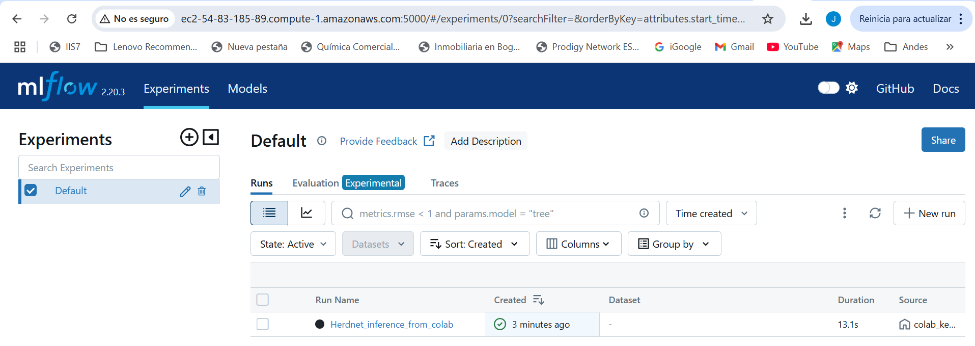 No es seguro ec2-54-83-185-89.compute-1.amazonaws.com:5000/#/experiments/0?searchFilter=&orderByKey=attributes.start_time... J Reinicia para actualizar
IIS7 Lenovo Recommen... Nueva pestaña Química Comercial... Inmobiliaria en Bog... Prodigy Network ES... iGoogle Gmail YouTube Maps Andes »
mlflow 2.20.3 Experiments Models GitHub Docs
Experiments Default Provide Feedback Add Description Share
Search Experiments
Default
Runs Evaluation Experimental Traces
metrics.rmse < 1 and params.model = "tree" Time created New run
State: Active Datasets Sort: Created Columns Group by
Run Name Created Dataset Duration Source
Herdnet_inference_from_colab 3 minutes ago - 13.1s colab_ke...